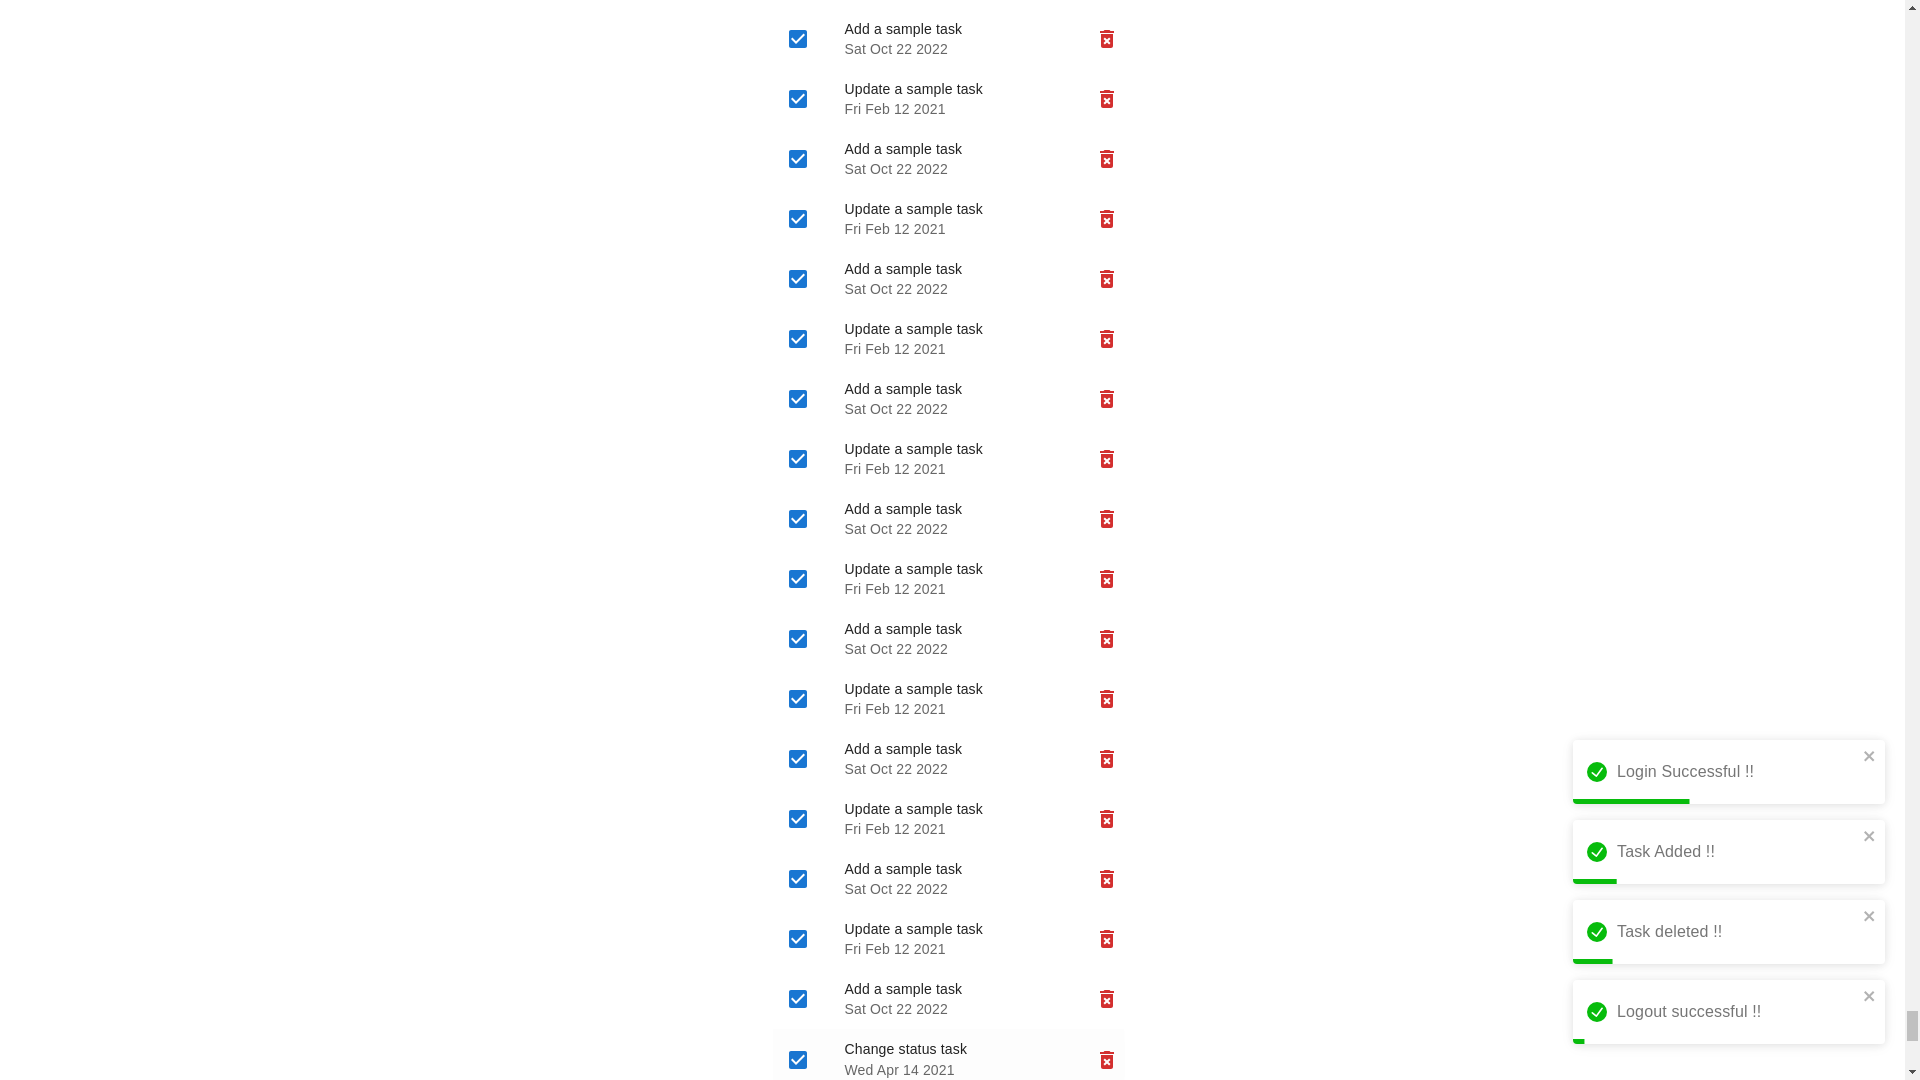 Add a sample task
Sat Oct 22 2022
Update a sample task
Fri Feb 12 2021
Add a sample task
Sat Oct 22 2022
Update a sample task
Fri Feb 12 2021
Add a sample task
Sat Oct 22 2022
Update a sample task
Fri Feb 12 2021
Add a sample task
Sat Oct 22 2022
Update a sample task
Fri Feb 12 2021
Add a sample task
Sat Oct 22 2022
Update a sample task
Fri Feb 12 2021
Add a sample task
Sat Oct 22 2022
Update a sample task
Fri Feb 12 2021
Add a sample task
Sat Oct 22 2022
Update a sample task
Fri Feb 12 2021
Add a sample task
Sat Oct 22 2022
Update a sample task
Fri Feb 12 2021
Add a sample task
Sat Oct 22 2022
Change status task
Wed Apr 14 2021
Login Successful !!
Task Added !!
Task deleted !!
Logout successful !!